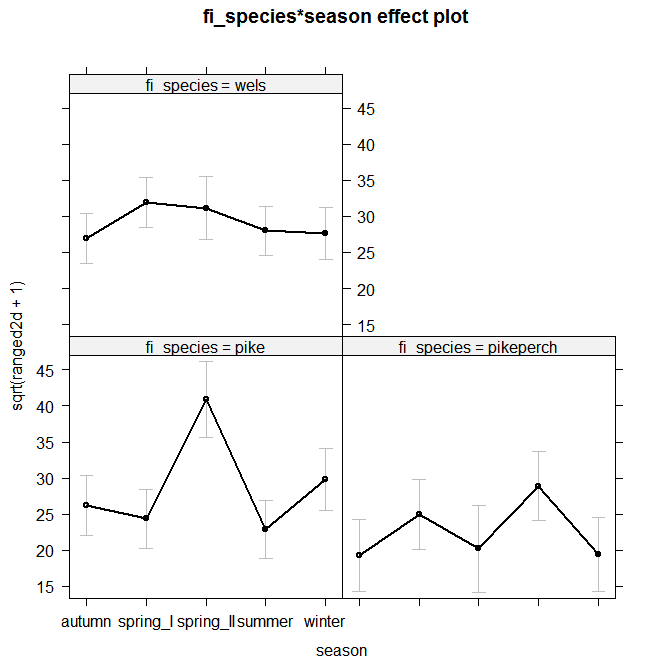 fi_species*season effect plot
fi_species = wels
45
40
35
30
25
20
15
sqrt(ranged2d + 1)
fi_species = pike
fi_species = pikeperch
45
40
35
30
25
20
15
autumn spring_I spring_II summer winter
season